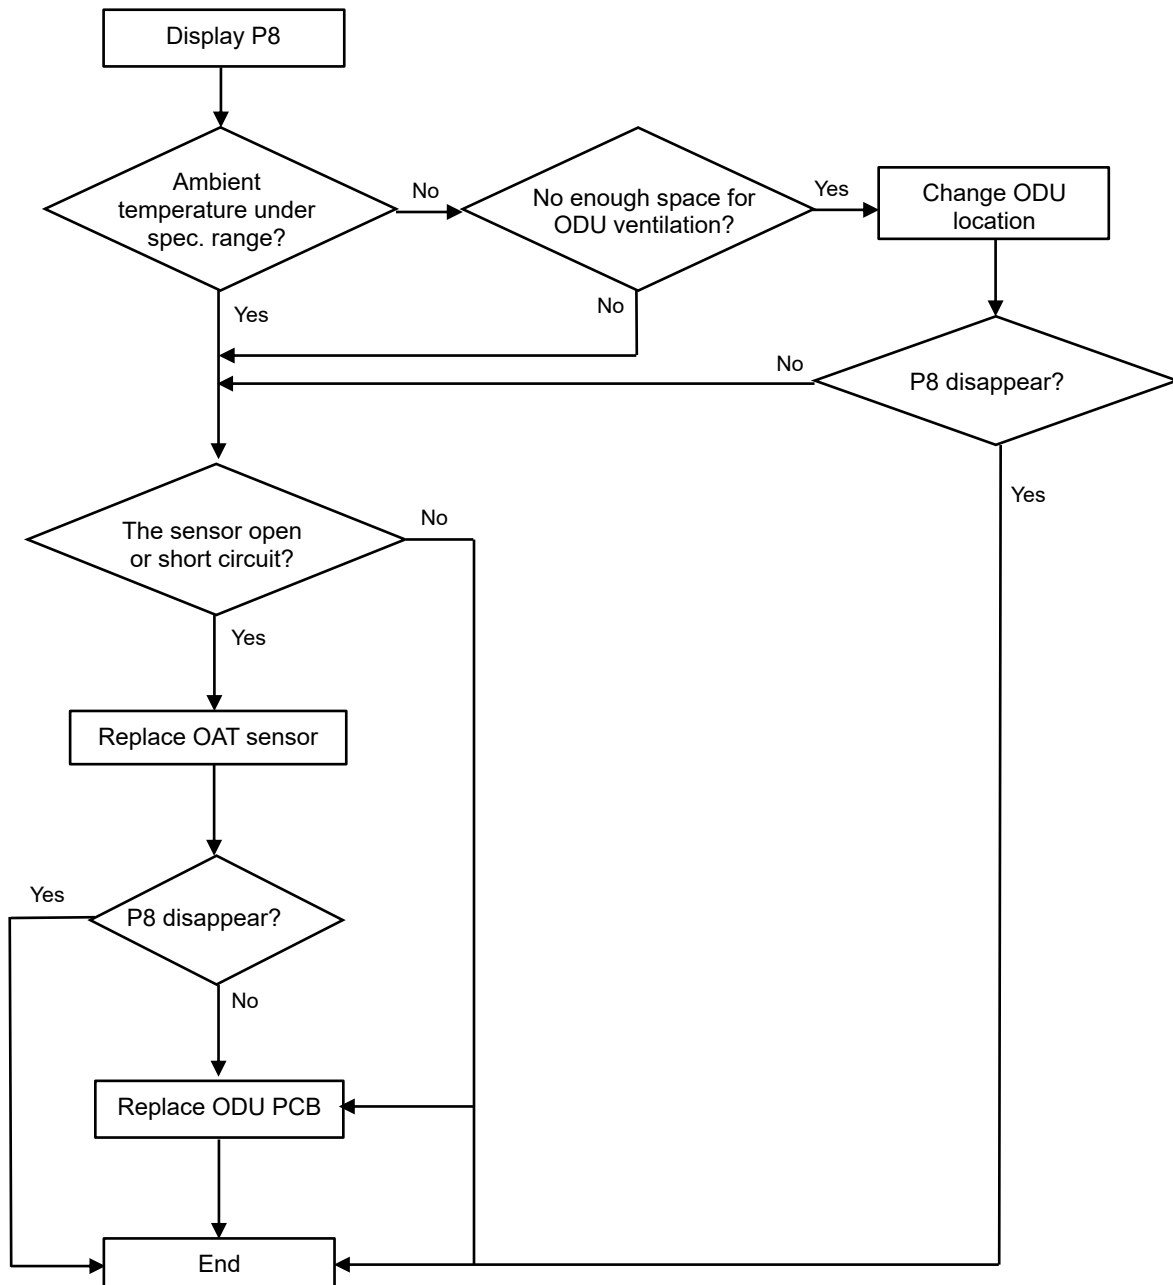 Display P8
Ambient
temperature under
spec. range?
No
No enough space for
ODU ventilation?
Yes
Change ODU
location
Yes
No
No
P8 disappear?
Yes
The sensor open
or short circuit?
No
Yes
Replace OAT sensor
Yes
P8 disappear?
No
Replace ODU PCB
End